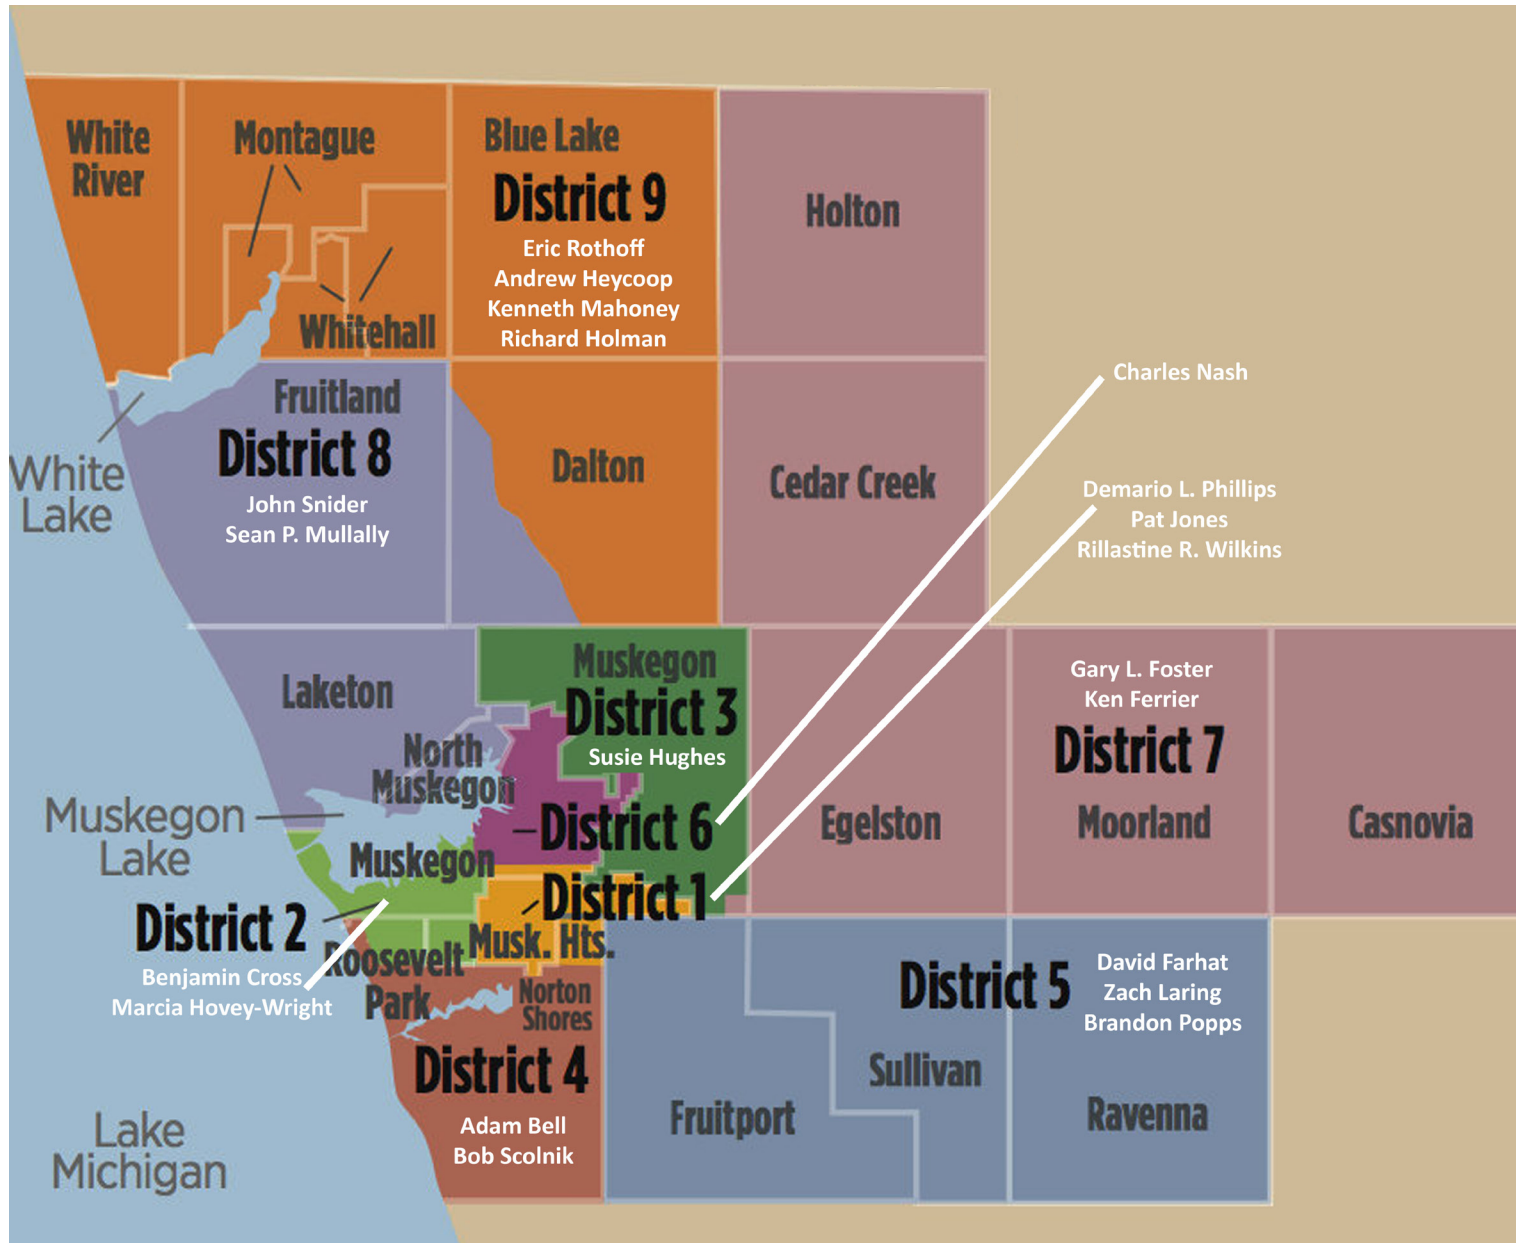 White
River
Montague
Blue Lake
District 9
Eric Rothoff
Andrew Heycoop
Kenneth Mahoney
Richard Holman
Holton
Whitehall
Fruitland
District 8
John Snider
Sean P. Mullally
White
Lake
Dalton
Cedar Creek
Charles Nash
Demario L. Phillips
Pat Jones
Rillastine R. Wilkins
Laketon
Muskegon
District 3
Susie Hughes
North
Muskegon
Gary L. Foster
Ken Ferrier
District 7
Moorland
Egelston
Casnovia
Muskegon
Lake
District 6
Muskegon
District 1
District 2
Benjamin Cross
Marcia Hovey-Wright
Roosevelt
Park
Musk. Hts.
Norton
Shores
District 4
Adam Bell
Bob Scolnik
District 5
David Farhat
Zach Laring
Brandon Popps
Sullivan
Fruitport
Ravenna
Lake
Michigan